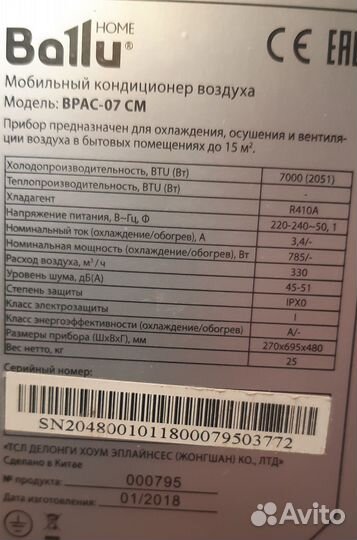 HOME
Ballu®
CE EAC
Мобильный кондиционер воздуха
Модель: BPAC-07 CM
Прибор предназначен для охлаждения, осушения и вентиля-
ции воздуха в бытовых помещениях до 15 м².
Холодопроизводительность, BTU (Вт) 7000 (2051)
Теплопроизводительность, BTU (Вт) -
Хладагент R410A
Напряжение питания, В~Гц, Ф 220-240~50, 1
Номинальный ток (охлаждение/обогрев), А 3,4/-
Номинальная мощность (охлаждение/обогрев), Вт 785/-
Расход воздуха, м³/ч 330
Уровень шума, дБ(А) 45-51
Степень защиты IPX0
Класс электрозащиты I
Класс энергоэффективности (охлаждение/обогрев) A/-
Размеры прибора (ШхВхГ), мм 270x695x480
Вес нетто, кг 25
Серийный номер:
SN2048001011800079503772
«ТСЛ ДЕЛОНГИ ХОУМ ЭПЛАЙНСЕС (ЖОНГШАН) КО., ЛТД»
Сделано в Китае
№ продукта: 000795
Дата изготовления: 01/2018
Avito